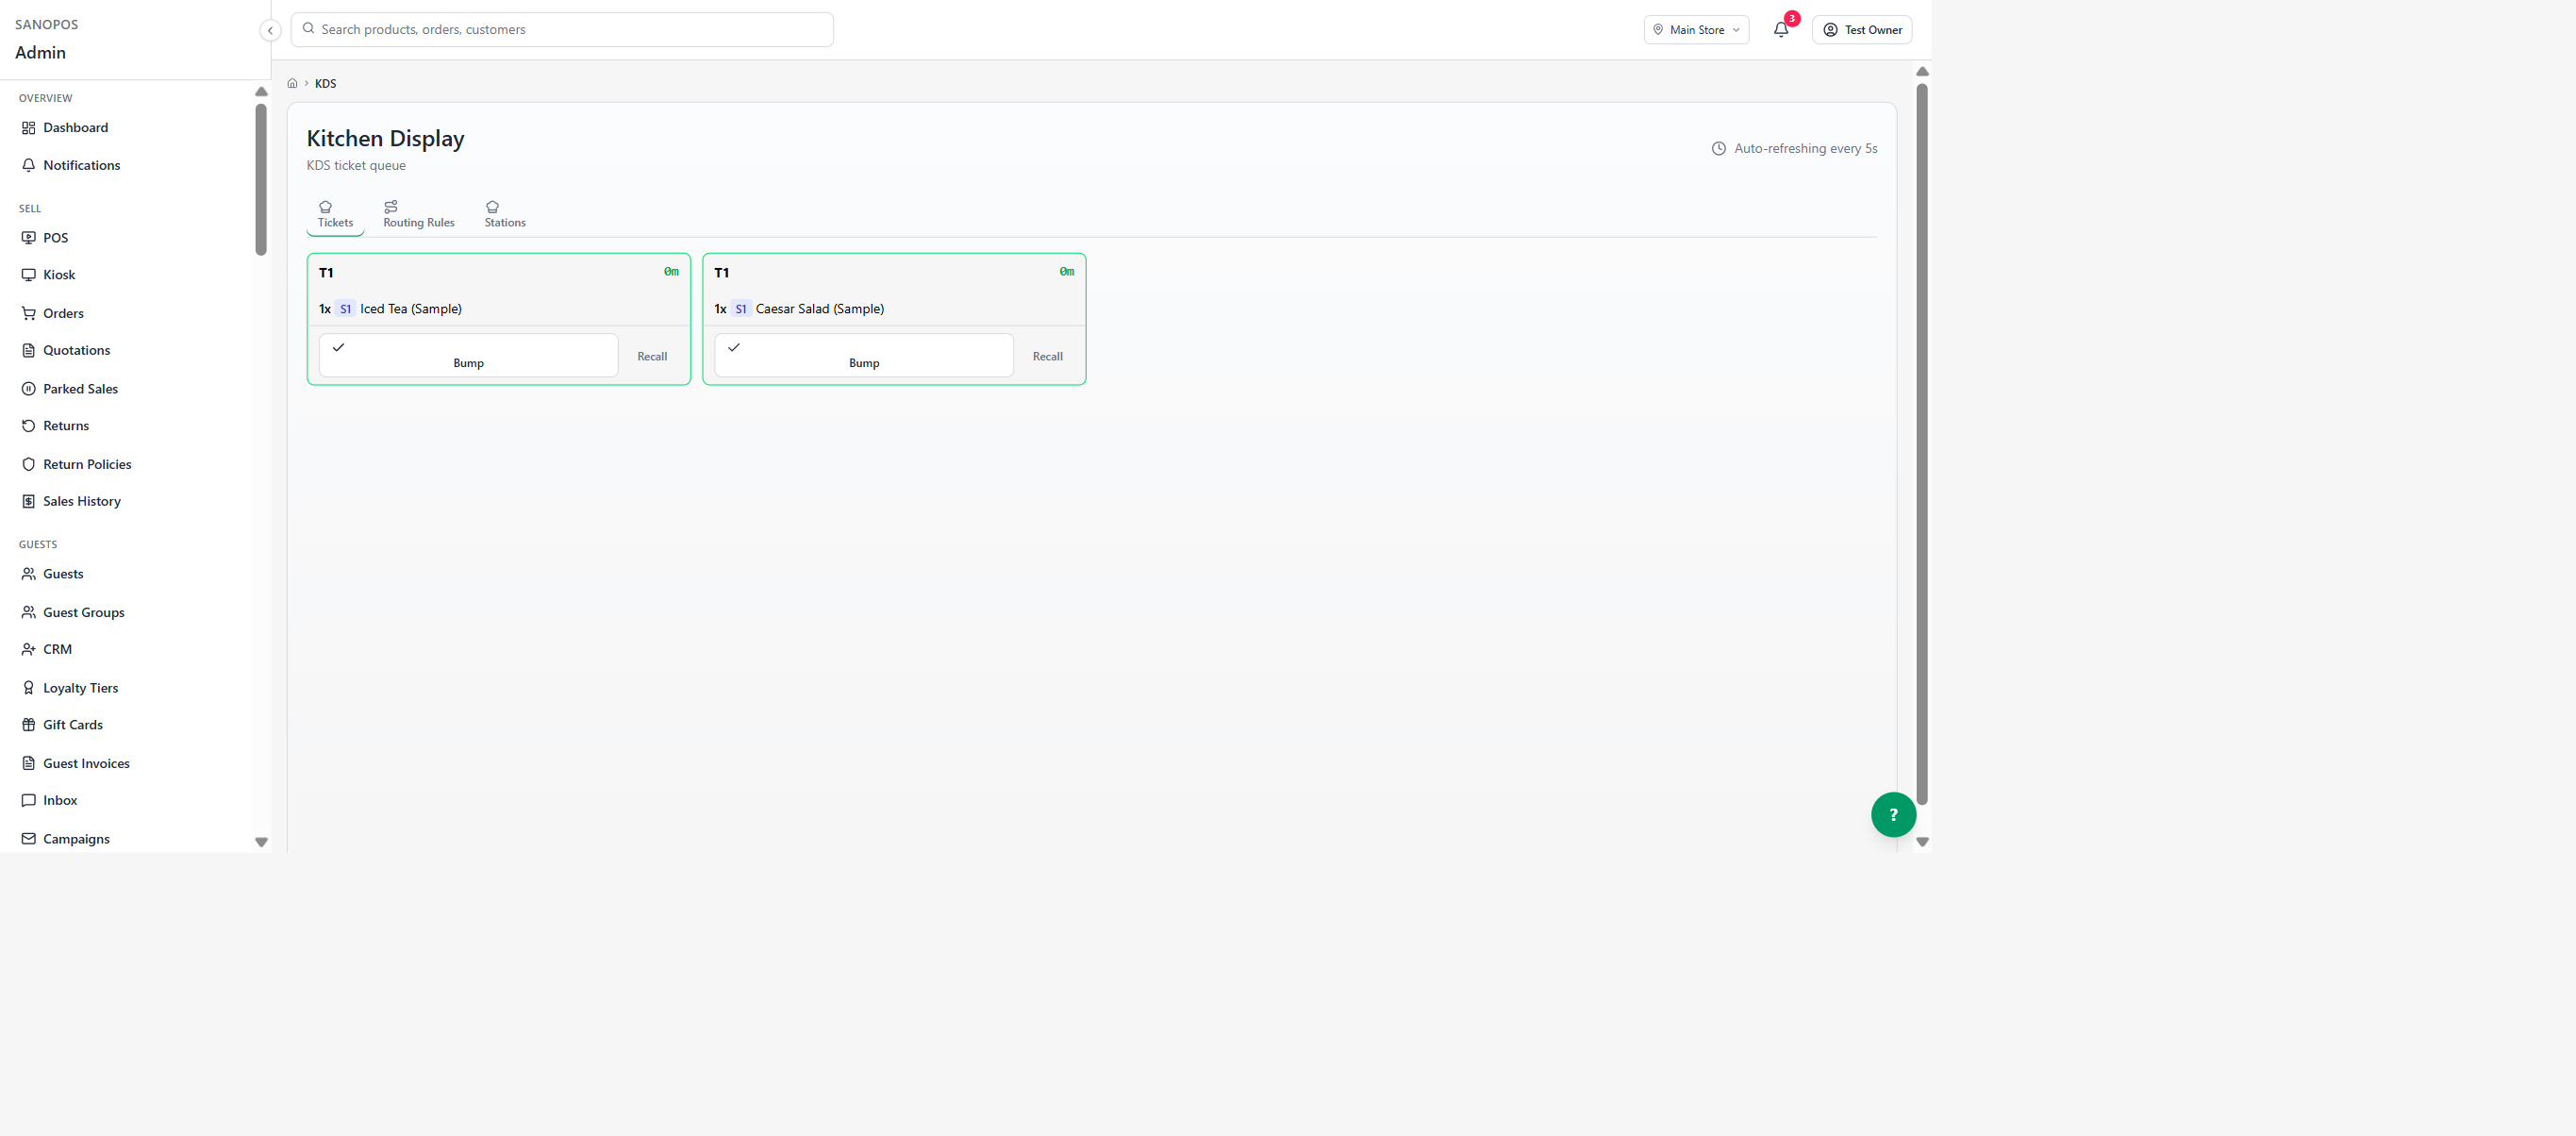 SANOPOS
Admin
Search products, orders, customers
Main Store
3
Test Owner
OVERVIEW
Dashboard
Notifications
SELL
POS
Kiosk
Orders
Quotations
Parked Sales
Returns
Return Policies
Sales History
GUESTS
Guests
Guest Groups
CRM
Loyalty Tiers
Gift Cards
Guest Invoices
Inbox
Campaigns
KDS
Kitchen Display
KDS ticket queue
Auto-refreshing every 5s
Tickets
Routing Rules
Stations
T1 0m
1x S1 Iced Tea (Sample)
Bump Recall
T1 0m
1x S1 Caesar Salad (Sample)
Bump Recall
?